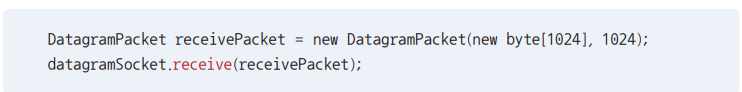 DatagramPacket receivePacket = new DatagramPacket(new byte[1024], 1024);
datagramSocket.receive(receivePacket);